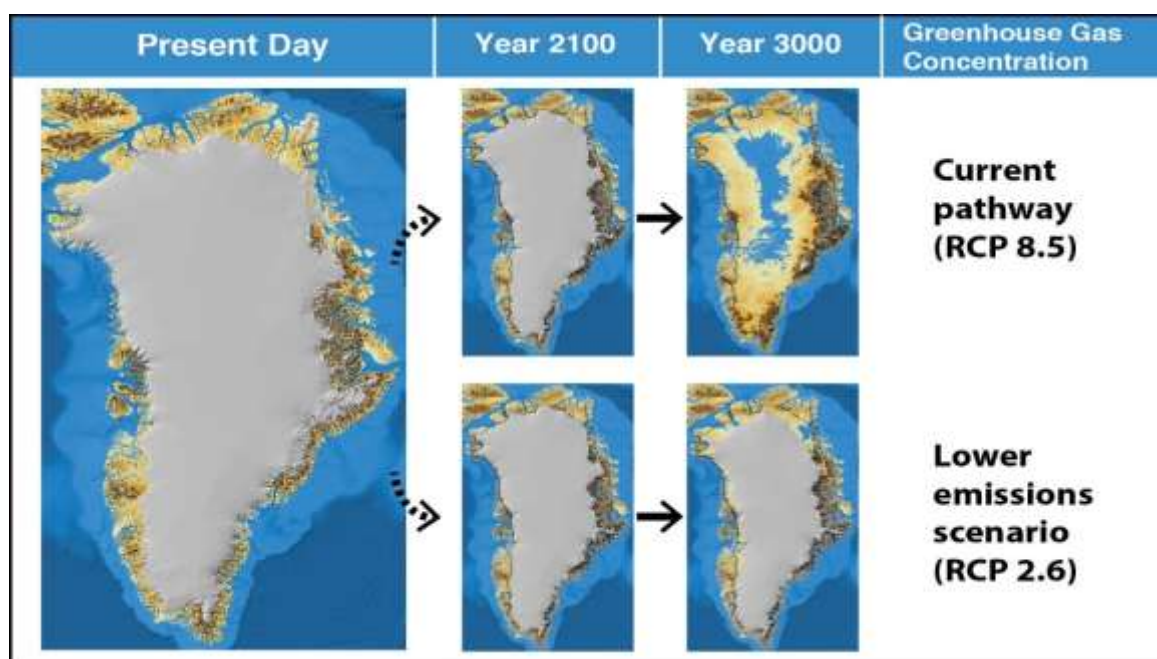 Present Day
Year 2100
Year 3000
Greenhouse Gas
Concentration
Current
pathway
(RCP 8.5)
Lower
emissions
scenario
(RCP 2.6)